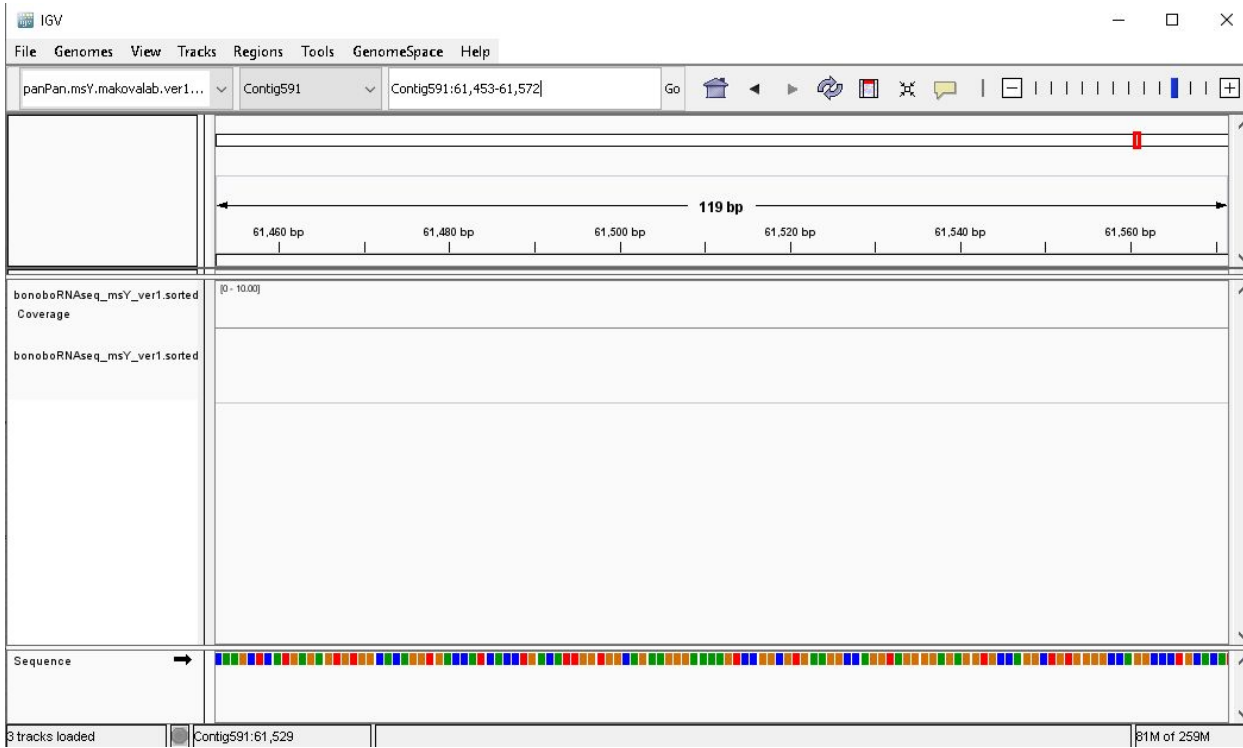 IGV
File Genomes View Tracks Regions Tools GenomeSpace Help
panPan.msY.makovalab.ver1... Contig591 Contig591:61,453-61,572 Go
119 bp
61,460 bp 61,480 bp 61,500 bp 61,520 bp 61,540 bp 61,560 bp
bonoboRNAseq_msY_ver1.sorted [0 - 10.00]
Coverage
bonoboRNAseq_msY_ver1.sorted
Sequence
3 tracks loaded Contig591:61,529 81M of 259M